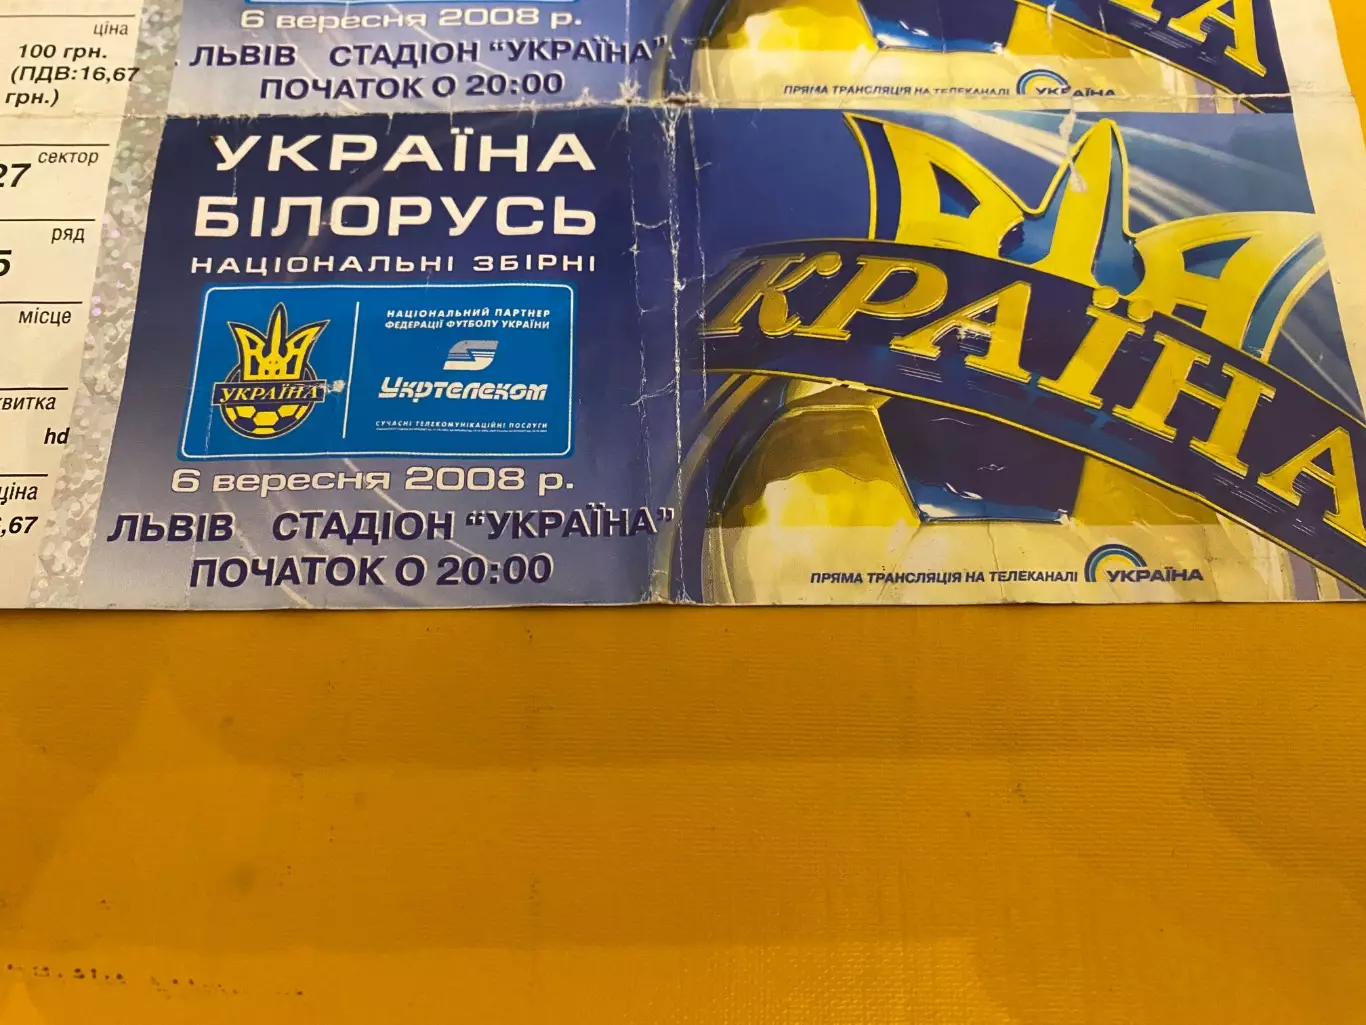 ціна
100 грн.
(ПДВ:16,67
грн.)
6 вересня 2008 р.
ЛЬВІВ СТАДІОН “УКРАЇНА”
ПОЧАТОК О 20:00
ПРЯМА ТРАНСЛЯЦІЯ НА ТЕЛЕКАНАЛІ УКРАЇНА
27 сектор
ряд
5
місце
квитка
hd
ціна
,67
УКРАЇНА
БІЛОРУСЬ
НАЦІОНАЛЬНІ ЗБІРНІ
УКРАЇНА
НАЦІОНАЛЬНИЙ ПАРТНЕР
ФЕДЕРАЦІЇ ФУТБОЛУ УКРАЇНИ
Укртелеком
СУЧАСНІ ТЕЛЕКОМУНІКАЦІЙНІ ПОСЛУГИ
6 вересня 2008 р.
ЛЬВІВ СТАДІОН “УКРАЇНА”
ПОЧАТОК О 20:00
КРАЇНА
ПРЯМА ТРАНСЛЯЦІЯ НА ТЕЛЕКАНАЛІ УКРАЇНА